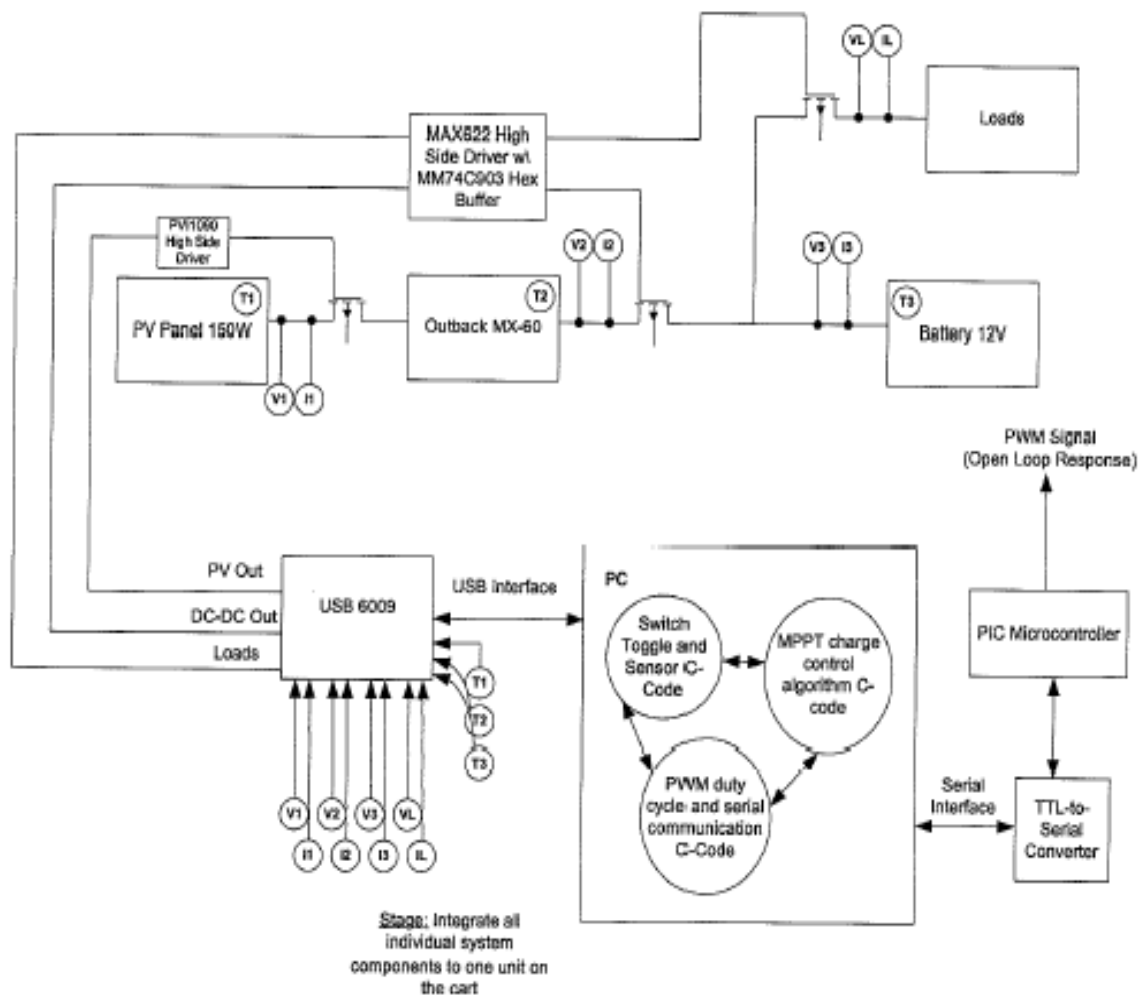 VL
IL
Loads
MAX622 High
Side Driver w\
MM74C903 Hex
Buffer
PVI1090
High Side
Driver
T1
PV Panel 150W
V1
I1
T2
Outback MX-60
V2
I2
V3
I3
T3
Battery 12V
PWM Signal
(Open Loop Response)
PV Out
DC-DC Out
Loads
USB 6009
USB Interface
T1
T2
T3
V1
V2
V3
VL
I1
I2
I3
IL
PC
Switch
Toggle and
Sensor C-
Code
MPPT charge
control
algorithm C-
code
PWM duty
cycle and serial
communication
C-Code
PIC Microcontroller
Serial
Interface
TTL-to-
Serial
Converter
Stage: Integrate all
individual system
components to one unit on
the cart